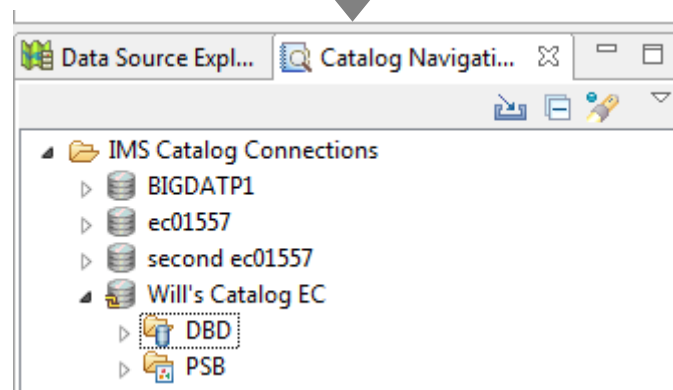 Data Source Expl... Catalog Navigati...
IMS Catalog Connections
BIGDATP1
ec01557
second ec01557
Will's Catalog EC
DBD
PSB